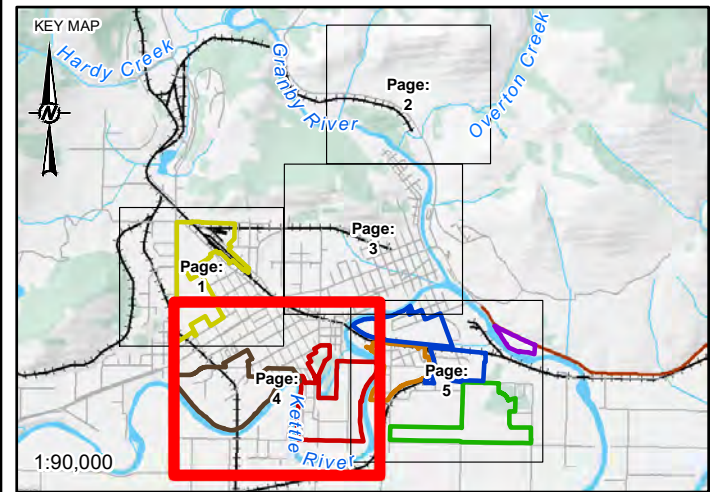 KEY MAP
Hardy Creek
N
Granby River
Overton Creek
Page:
2
Page:
3
Page:
1
Page:
4
Page:
5
Kettle River
1:90,000